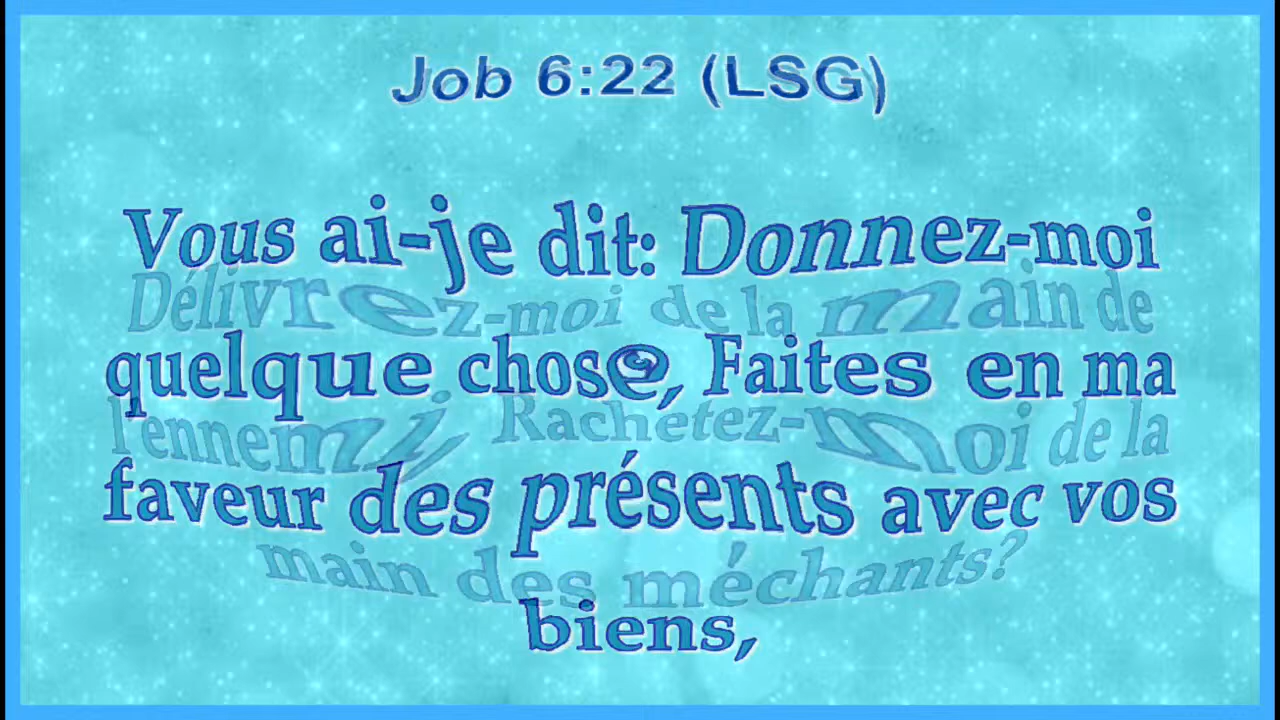 Job 6:22 (LSG)
Vous ai-je dit: Donnez-moi
Délivrez-moi de la main de
quelque chose, Faites en ma
l'ennemi, Rachetez-moi de la
faveur des présents avec vos
main des méchants?
biens,